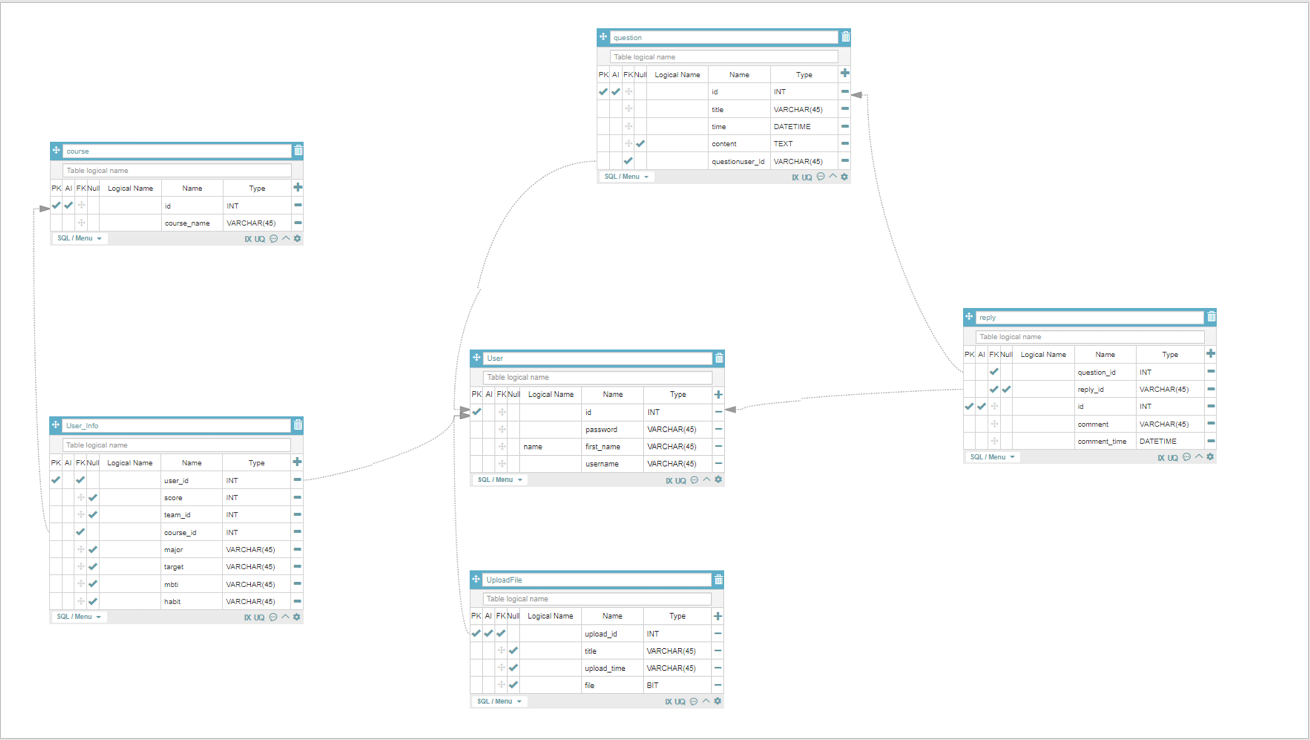 question
Table logical name
PK AI FK Null Logical Name Name Type
id INT
title VARCHAR(45)
time DATETIME
content TEXT
questionuser_id VARCHAR(45)
SQL / Menu IX UQ
course
Table logical name
PK AI FK Null Logical Name Name Type
id INT
course_name VARCHAR(45)
SQL / Menu IX UQ
reply
Table logical name
PK AI FK Null Logical Name Name Type
question_id INT
reply_id VARCHAR(45)
id INT
comment VARCHAR(45)
comment_time DATETIME
SQL / Menu IX UQ
User
Table logical name
PK AI FK Null Logical Name Name Type
id INT
password VARCHAR(45)
name first_name VARCHAR(45)
username VARCHAR(45)
SQL / Menu IX UQ
User_Info
Table logical name
PK AI FK Null Logical Name Name Type
user_id INT
score INT
team_id INT
course_id INT
major VARCHAR(45)
target VARCHAR(45)
mbti VARCHAR(45)
habit VARCHAR(45)
SQL / Menu IX UQ
UploadFile
Table logical name
PK AI FK Null Logical Name Name Type
upload_id INT
title VARCHAR(45)
upload_time VARCHAR(45)
file BIT
SQL / Menu IX UQ